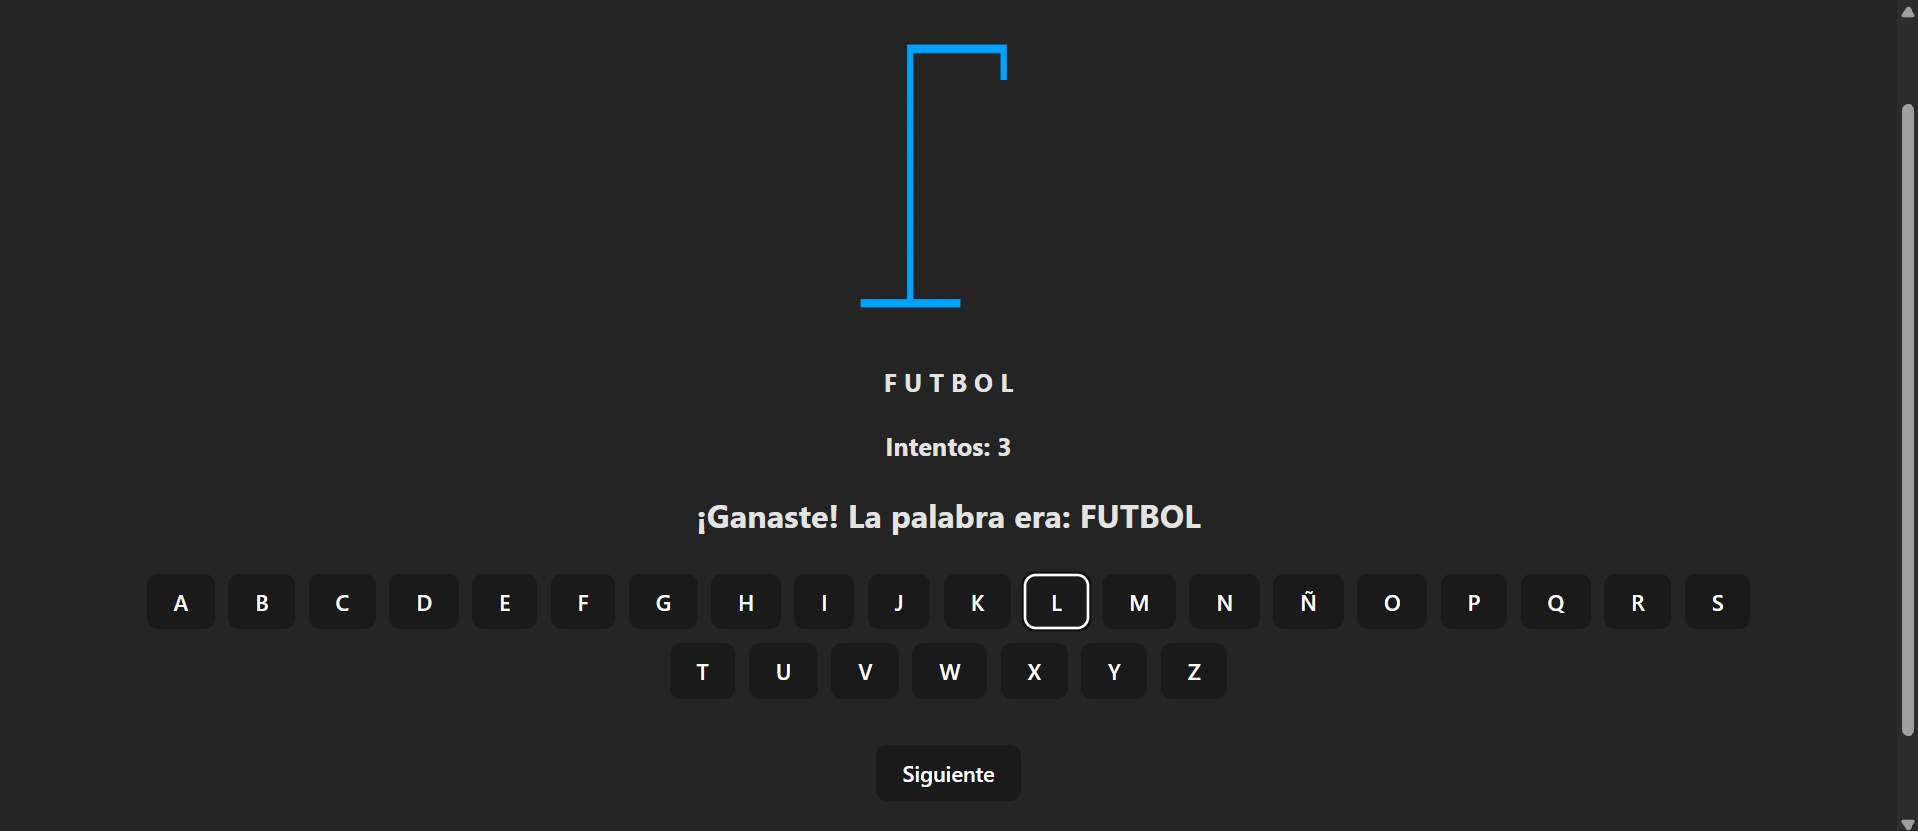 F U T B O L
Intentos: 3
¡Ganaste! La palabra era: FUTBOL
A B C D E F G H I J K L M N Ñ O P Q R S
T U V W X Y Z
Siguiente